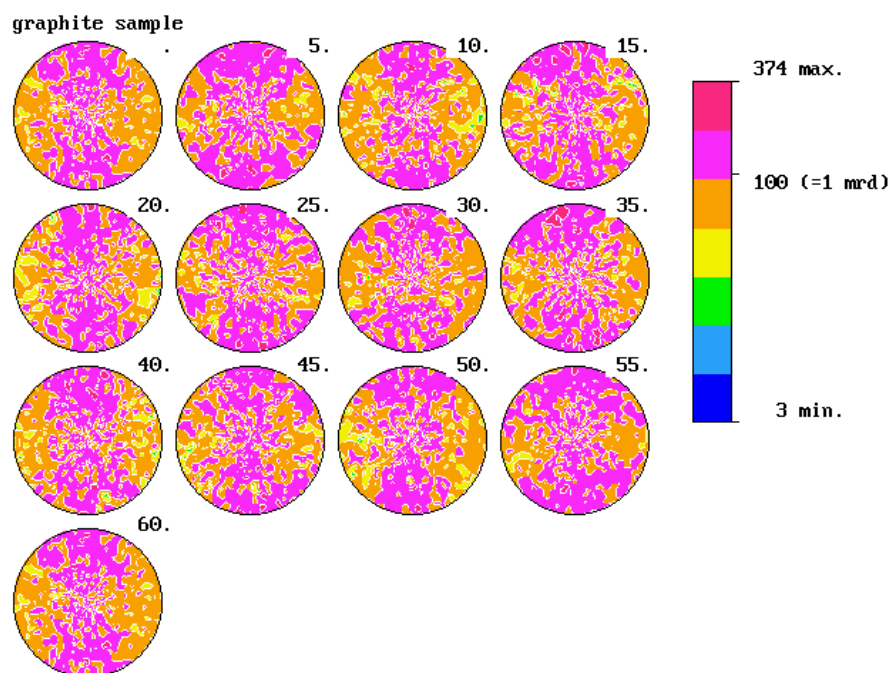 graphite sample
. 5. 10. 15.
20. 25. 30. 35.
40. 45. 50. 55.
60.
374 max.
100 (=1 mrd)
3 min.